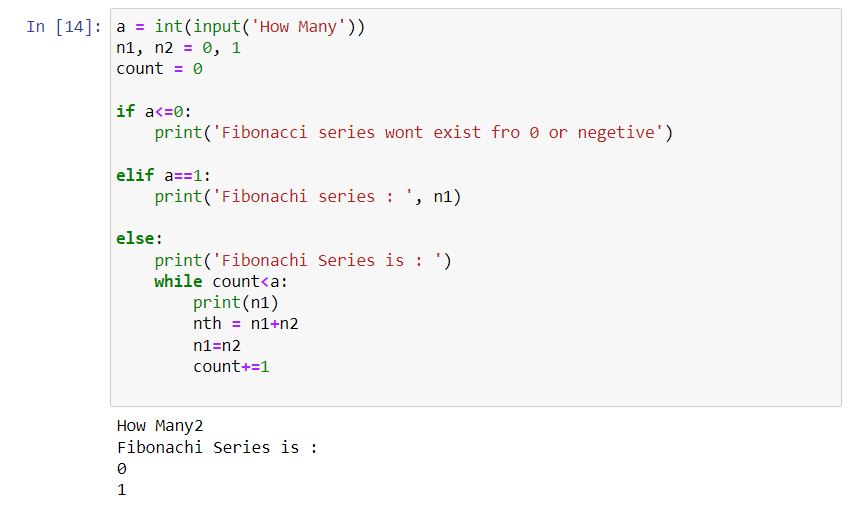 In [14]: a = int(input('How Many'))
n1, n2 = 0, 1
count = 0
if a<=0:
    print('Fibonacci series wont exist fro 0 or negetive')
elif a==1:
    print('Fibonachi series : ', n1)
else:
    print('Fibonachi Series is : ')
    while count<a:
        print(n1)
        nth = n1+n2
        n1=n2
        count+=1
How Many2
Fibonachi Series is :
0
1